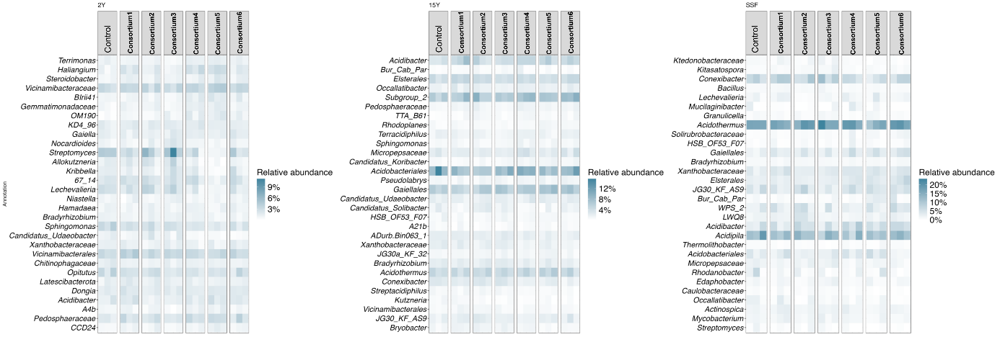 2Y
Control
Consortium1
Consortium2
Consortium3
Consortium4
Consortium5
Consortium6
Annotation
Terrimonas
Haliangium
Steroidobacter
Vicinamibacteraceae
BIrii41
Gemmatimonadaceae
OM190
KD4_96
Gaiella
Nocardioides
Streptomyces
Allokutzneria
Kribbella
67_14
Lechevalieria
Niastella
Hamadaea
Bradyrhizobium
Sphingomonas
Candidatus_Udaeobacter
Xanthobacteraceae
Vicinamibacterales
Chitinophagaceae
Opitutus
Latescibacterota
Dongia
Acidibacter
A4b
Pedosphaeraceae
CCD24
Relative abundance
9%
6%
3%
15Y
Control
Consortium1
Consortium2
Consortium3
Consortium4
Consortium5
Consortium6
Acidibacter
Bur_Cab_Par
Elsterales
Occallatibacter
Subgroup_2
Pedosphaeraceae
TTA_B61
Rhodoplanes
Terracidiphilus
Sphingomonas
Micropepsaceae
Candidatus_Koribacter
Acidobacteriales
Pseudolabrys
Gaiellales
Candidatus_Udaeobacter
Candidatus_Solibacter
HSB_OF53_F07
A21b
ADurb.Bin063_1
Xanthobacteraceae
JG30a_KF_32
Bradyrhizobium
Acidothermus
Conexibacter
Streptacidiphilus
Kutzneria
Vicinamibacterales
JG30_KF_AS9
Bryobacter
Relative abundance
12%
8%
4%
SSF
Control
Consortium1
Consortium2
Consortium3
Consortium4
Consortium5
Consortium6
Ktedonobacteraceae
Kitasatospora
Conexibacter
Bacillus
Lechevalieria
Mucilaginibacter
Granulicella
Acidothermus
Solirubrobacteraceae
HSB_OF53_F07
Gaiellales
Bradyrhizobium
Xanthobacteraceae
Elsterales
JG30_KF_AS9
Bur_Cab_Par
WPS_2
LWQ8
Acidibacter
Acidipila
Thermolithobacter
Acidobacteriales
Micropepsaceae
Rhodanobacter
Edaphobacter
Caulobacteraceae
Occallatibacter
Actinospica
Mycobacterium
Streptomyces
Relative abundance
20%
15%
10%
5%
0%